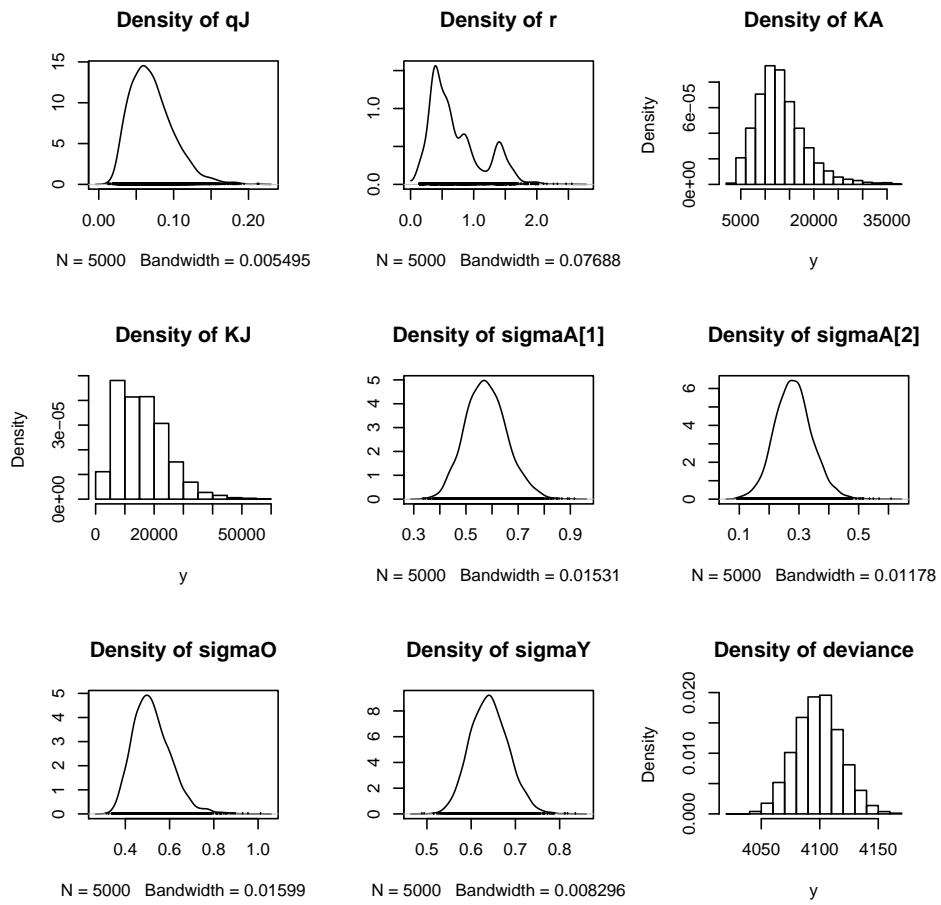 Density of qJ
0 5 10 15
0.00 0.10 0.20
N = 5000 Bandwidth = 0.005495
Density of r
0.0 1.0
0.0 1.0 2.0
N = 5000 Bandwidth = 0.07688
Density of KA
Density
0e+00 6e-05
5000 20000 35000
y
Density of KJ
Density
0e+00 3e-05
0 20000 50000
y
Density of sigmaA[1]
0 1 2 3 4 5
0.3 0.5 0.7 0.9
N = 5000 Bandwidth = 0.01531
Density of sigmaA[2]
0 2 4 6
0.1 0.3 0.5
N = 5000 Bandwidth = 0.01178
Density of sigmaO
0 1 2 3 4 5
0.4 0.6 0.8 1.0
N = 5000 Bandwidth = 0.01599
Density of sigmaY
0 2 4 6 8
0.5 0.6 0.7 0.8
N = 5000 Bandwidth = 0.008296
Density of deviance
Density
0.000 0.010 0.020
4050 4100 4150
y